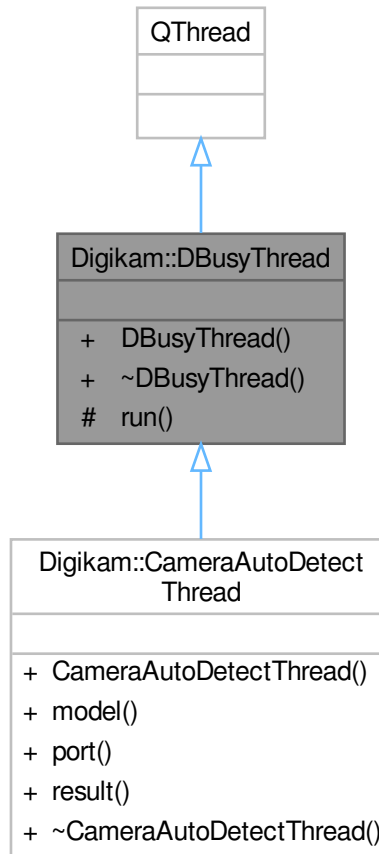 QThread
Digikam::DBusyThread
+ DBusyThread()
+ ~DBusyThread()
# run()
Digikam::CameraAutoDetect
Thread
+ CameraAutoDetectThread()
+ model()
+ port()
+ result()
+ ~CameraAutoDetectThread()